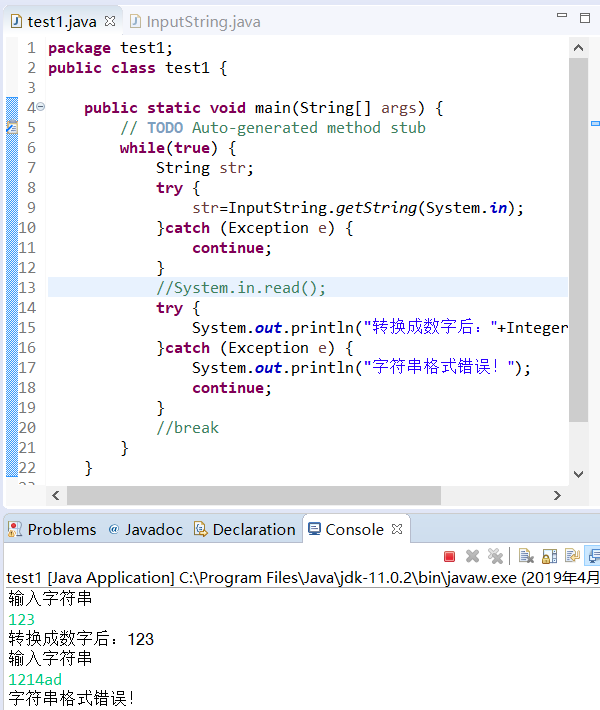 test1.java InputString.java
1 package test1;
2 public class test1 {
3
4 public static void main(String[] args) {
5 // TODO Auto-generated method stub
6 while(true) {
7 String str;
8 try {
9 str=InputString.getString(System.in);
10 }catch (Exception e) {
11 continue;
12 }
13 //System.in.read();
14 try {
15 System.out.println("转换成数字后："+Integer
16 }catch (Exception e) {
17 System.out.println("字符串格式错误！");
18 continue;
19 }
20 //break
21 }
22 }
Problems @ Javadoc Declaration Console
test1 [Java Application] C:\Program Files\Java\jdk-11.0.2\bin\javaw.exe (2019年4月
输入字符串
123
转换成数字后：123
输入字符串
1214ad
字符串格式错误！